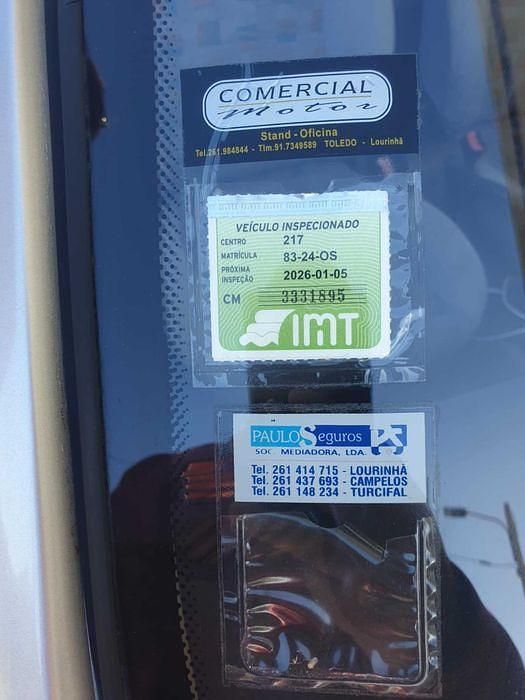 COMERCIAL
motor
Stand - Oficina
Tel.261.984844 - Tlm.91.7349589 TOLEDO - Lourinhã
VEÍCULO INSPECIONADO
CENTRO 217
MATRÍCULA 83-24-OS
PRÓXIMA INSPEÇÃO 2026-01-05
CM 3331895
IMT
PAULO Seguros PS
SOC. MEDIADORA, LDA.
Tel. 261 414 715 - LOURINHÃ
Tel. 261 437 693 - CAMPELOS
Tel. 261 148 234 - TURCIFAL